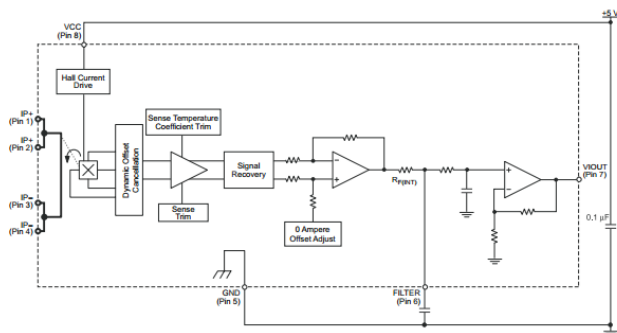 +5 V
VCC
(Pin 8)
Hall Current
Drive
IP+
(Pin 1)
IP+
(Pin 2)
IP−
(Pin 3)
IP−
(Pin 4)
Dynamic Offset
Cancellation
Sense Temperature
Coefficient Trim
Sense
Trim
Signal
Recovery
0 Ampere
Offset Adjust
RF(INT)
VIOUT
(Pin 7)
0.1 µF
GND
(Pin 5)
FILTER
(Pin 6)